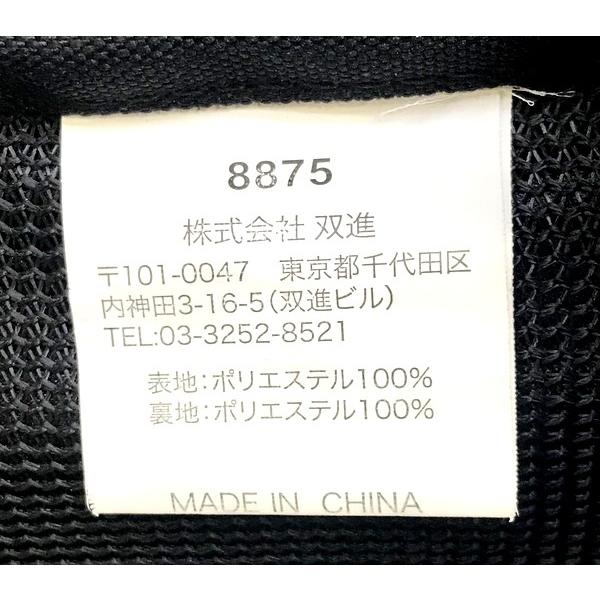 8875
株式会社 双進
〒101-0047 東京都千代田区
内神田3-16-5(双進ビル)
TEL:03-3252-8521
表地:ポリエステル100%
裏地:ポリエステル100%
MADE IN CHINA